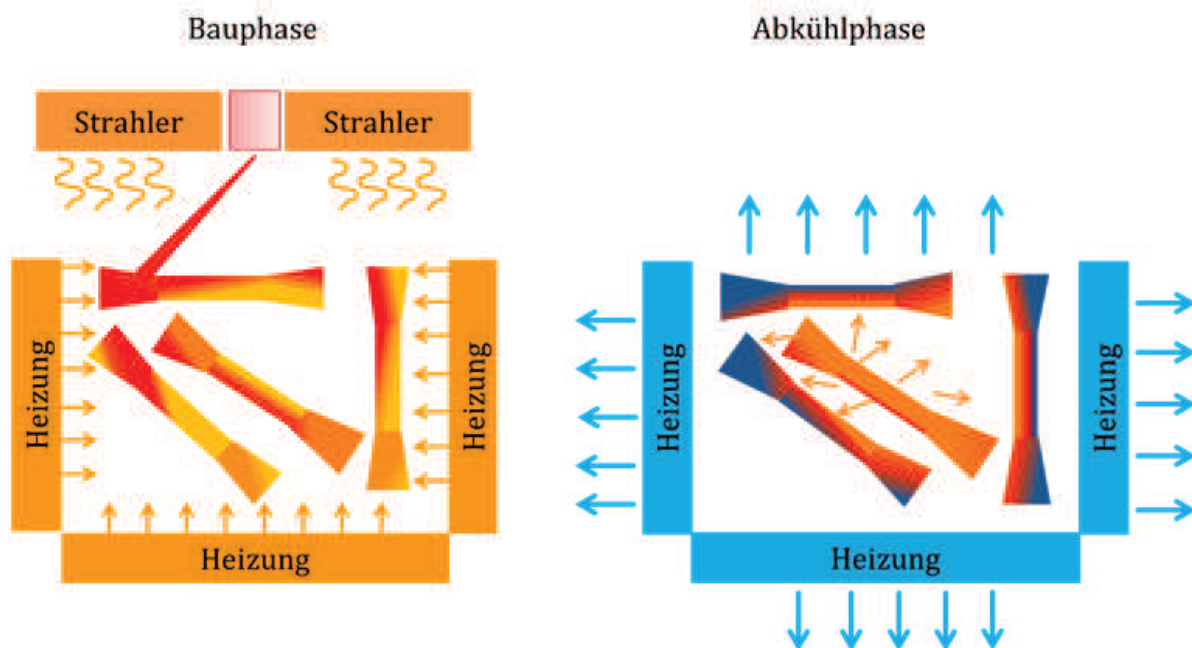 Bauphase
Abkühlphase
Strahler
Strahler
Heizung
Heizung
Heizung
Heizung
Heizung
Heizung